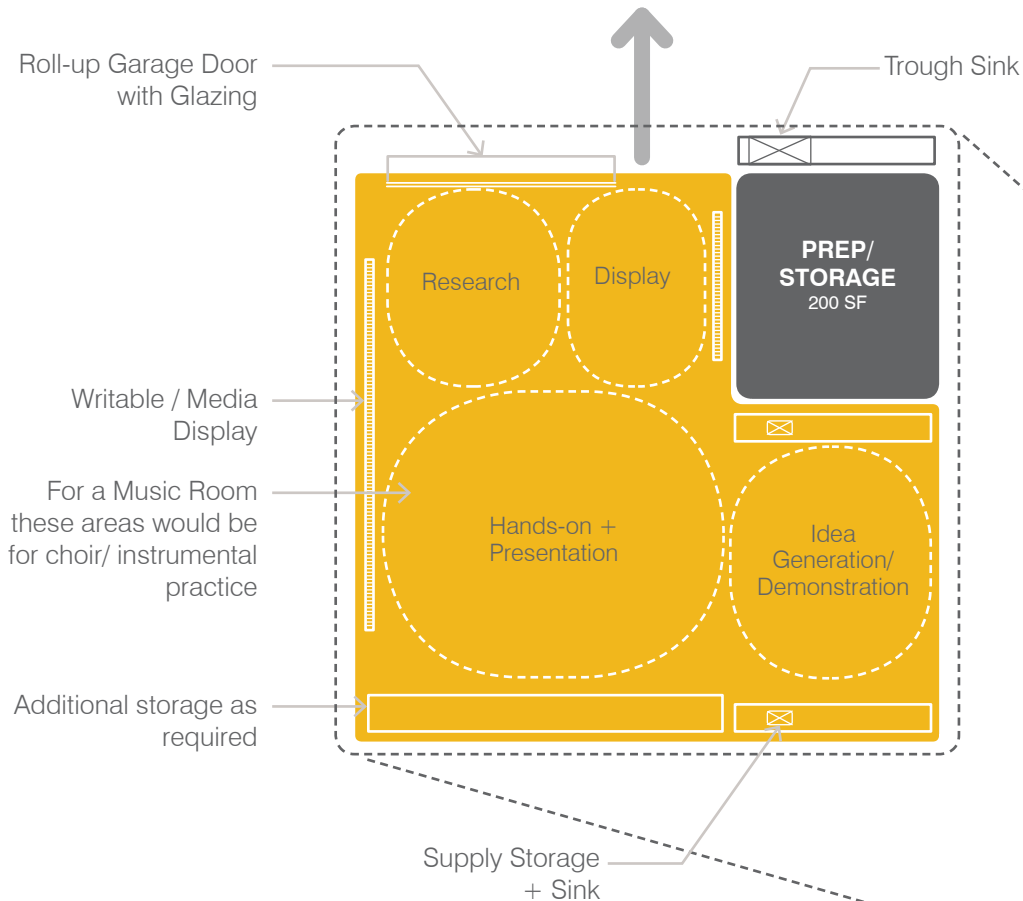 Roll-up Garage Door
with Glazing
Trough Sink
PREP/
STORAGE
200 SF
Research
Display
Writable / Media
Display
For a Music Room
these areas would be
for choir/ instrumental
practice
Hands-on +
Presentation
Idea
Generation/
Demonstration
Additional storage as
required
Supply Storage
+ Sink